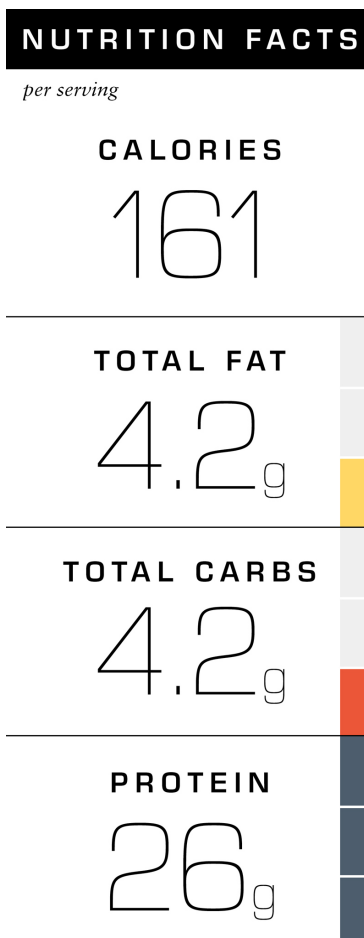 NUTRITION FACTS
per serving
CALORIES
161
TOTAL FAT
4.2g
TOTAL CARBS
4.2g
PROTEIN
26g